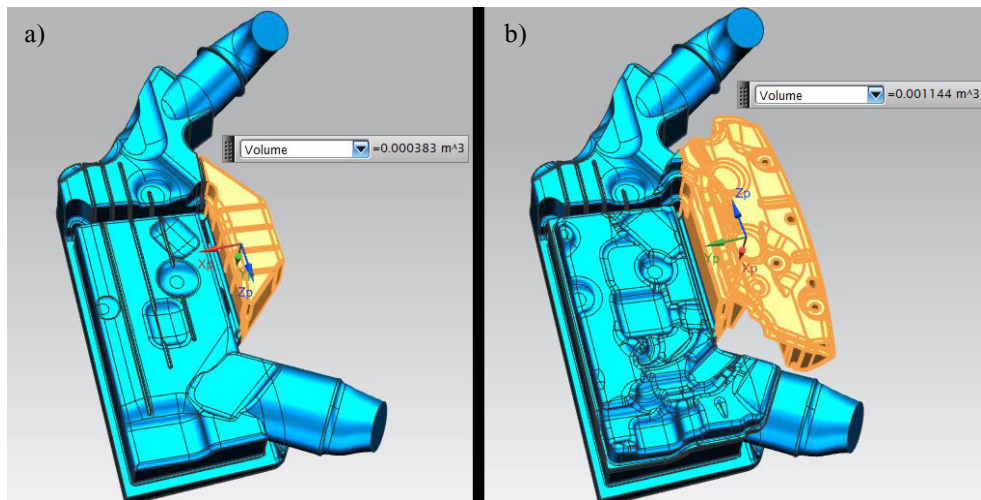 a)
Volume =0.000383 m^3
Xp
Zp
b)
Volume =0.001144 m^3
Zp
Yp
Xp